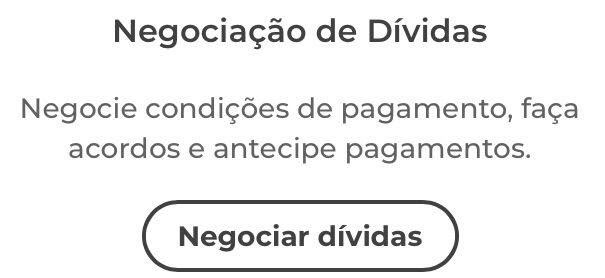 Negociação de Dívidas
Negocie condições de pagamento, faça
acordos e antecipe pagamentos.
Negociar dívidas